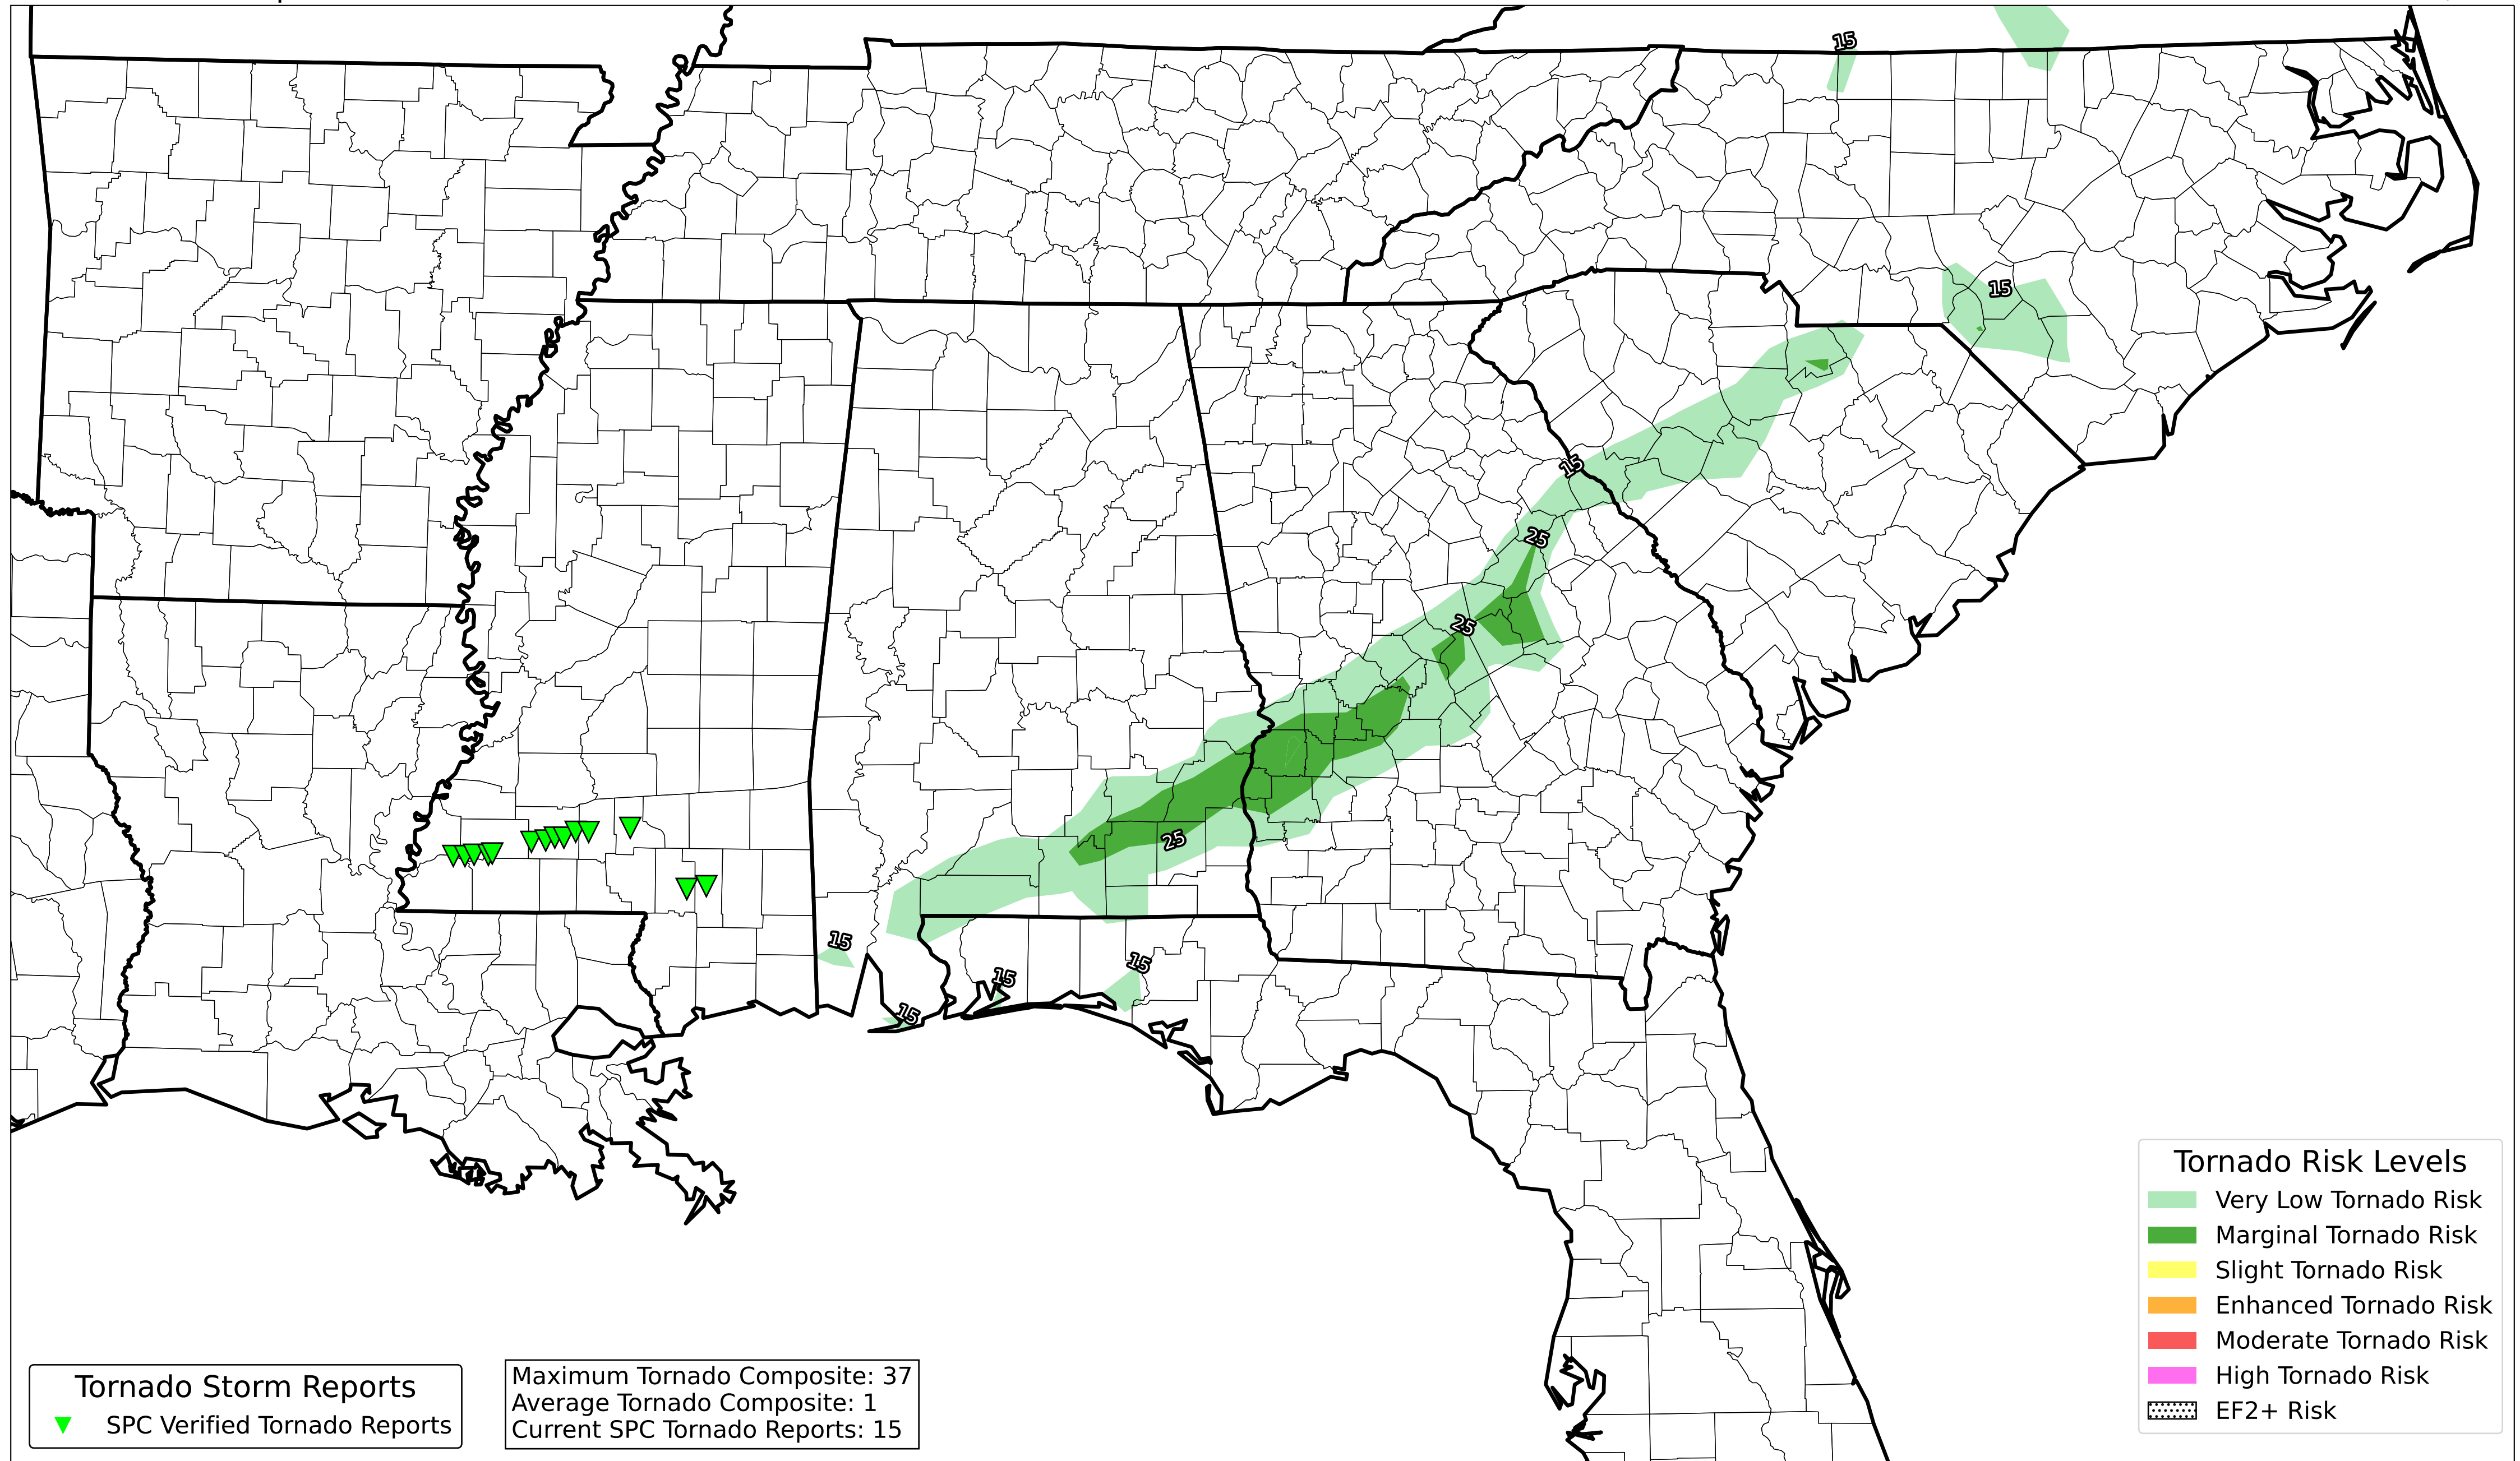 15
15
15
25
25
25
15
15
15
15
Tornado Risk Levels
Very Low Tornado Risk
Marginal Tornado Risk
Slight Tornado Risk
Enhanced Tornado Risk
Moderate Tornado Risk
High Tornado Risk
EF2+ Risk
Tornado Storm Reports
SPC Verified Tornado Reports
Maximum Tornado Composite: 37
Average Tornado Composite: 1
Current SPC Tornado Reports: 15